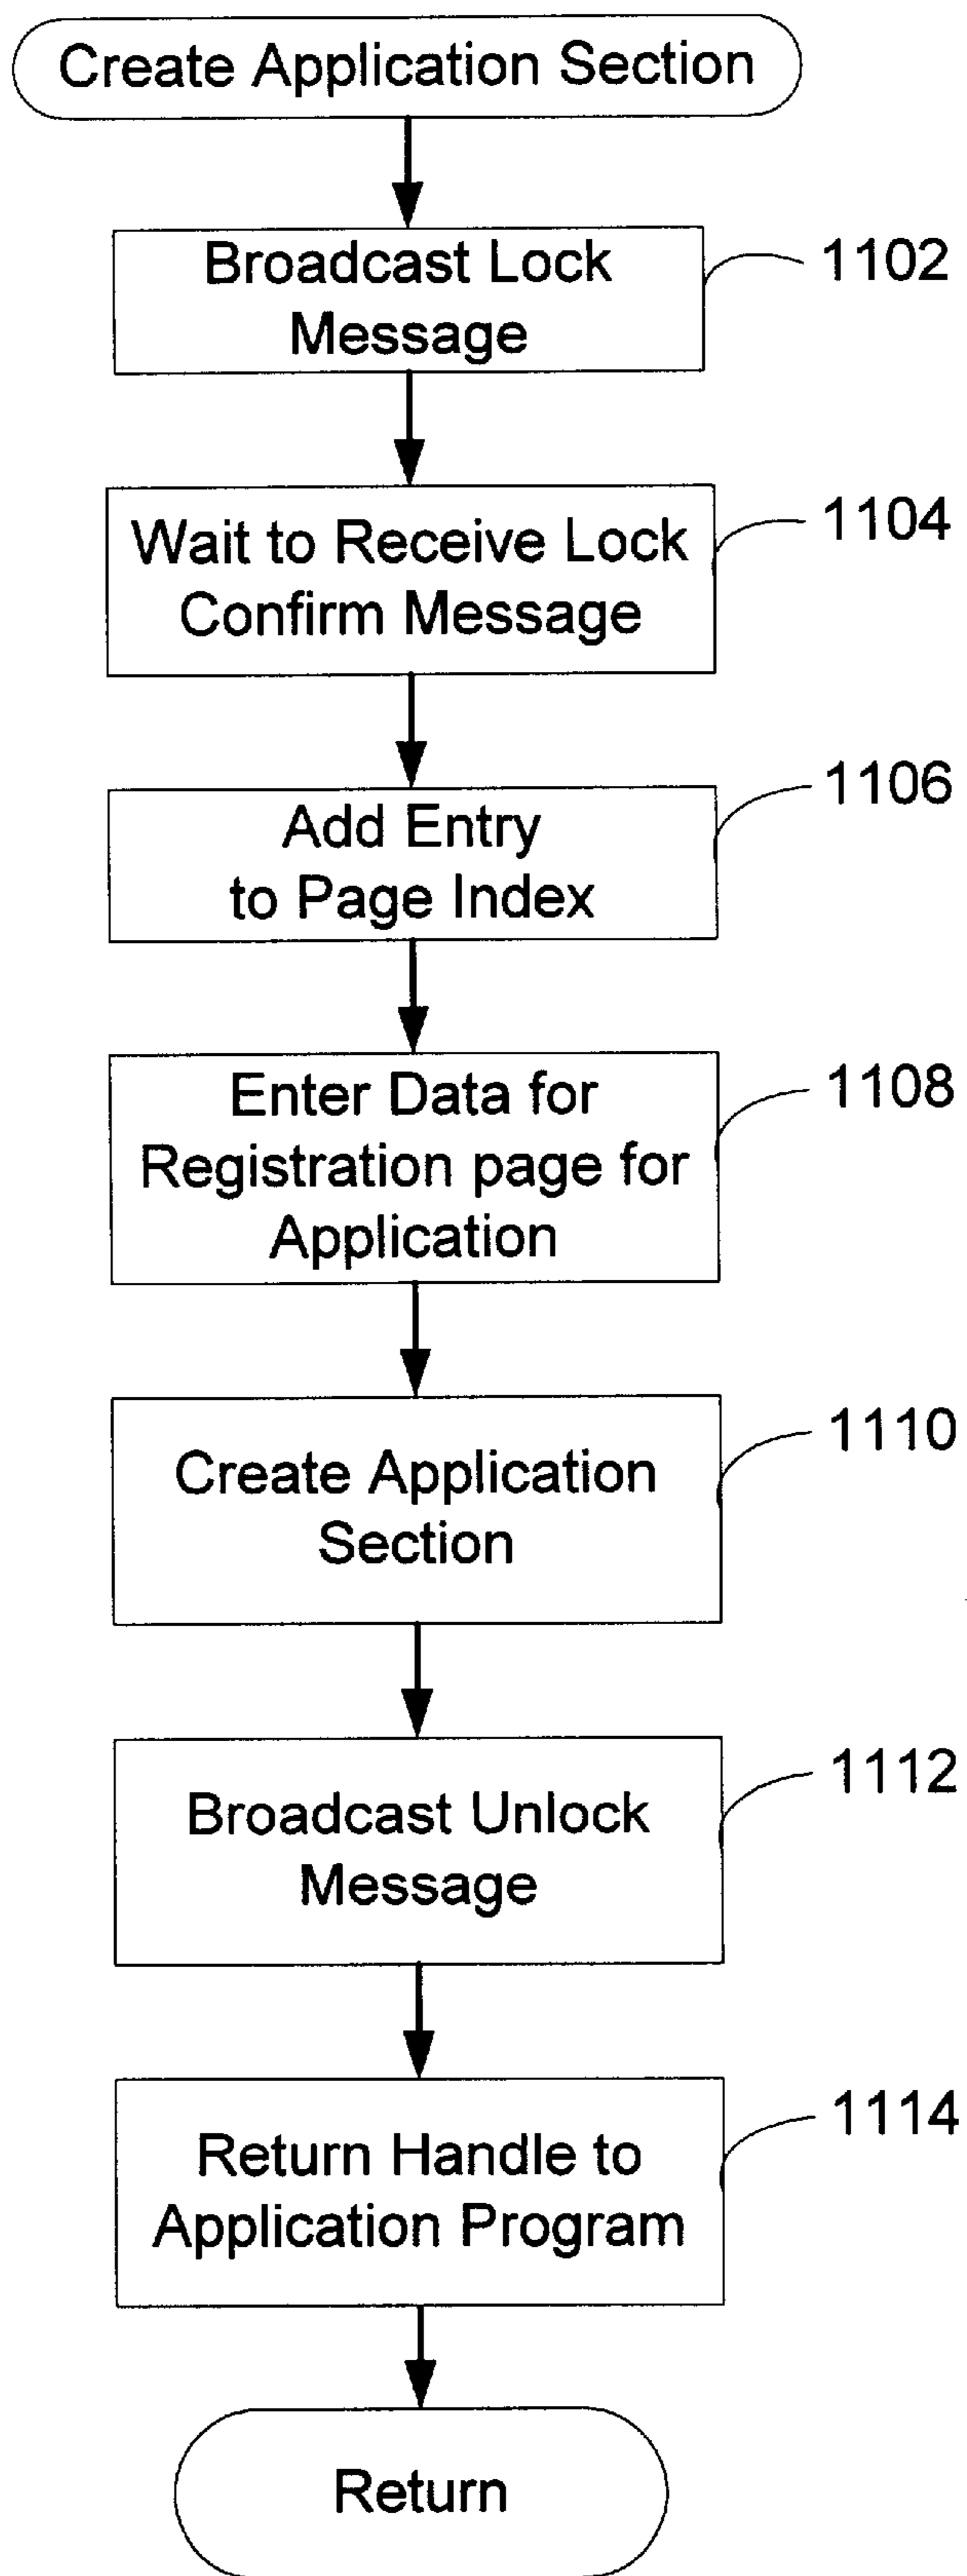 Create Application Section
Broadcast Lock
Message
1102
Wait to Receive Lock
Confirm Message
1104
Add Entry
to Page Index
1106
Enter Data for
Registration page for
Application
1108
Create Application
Section
1110
Broadcast Unlock
Message
1112
Return Handle to
Application Program
1114
Return